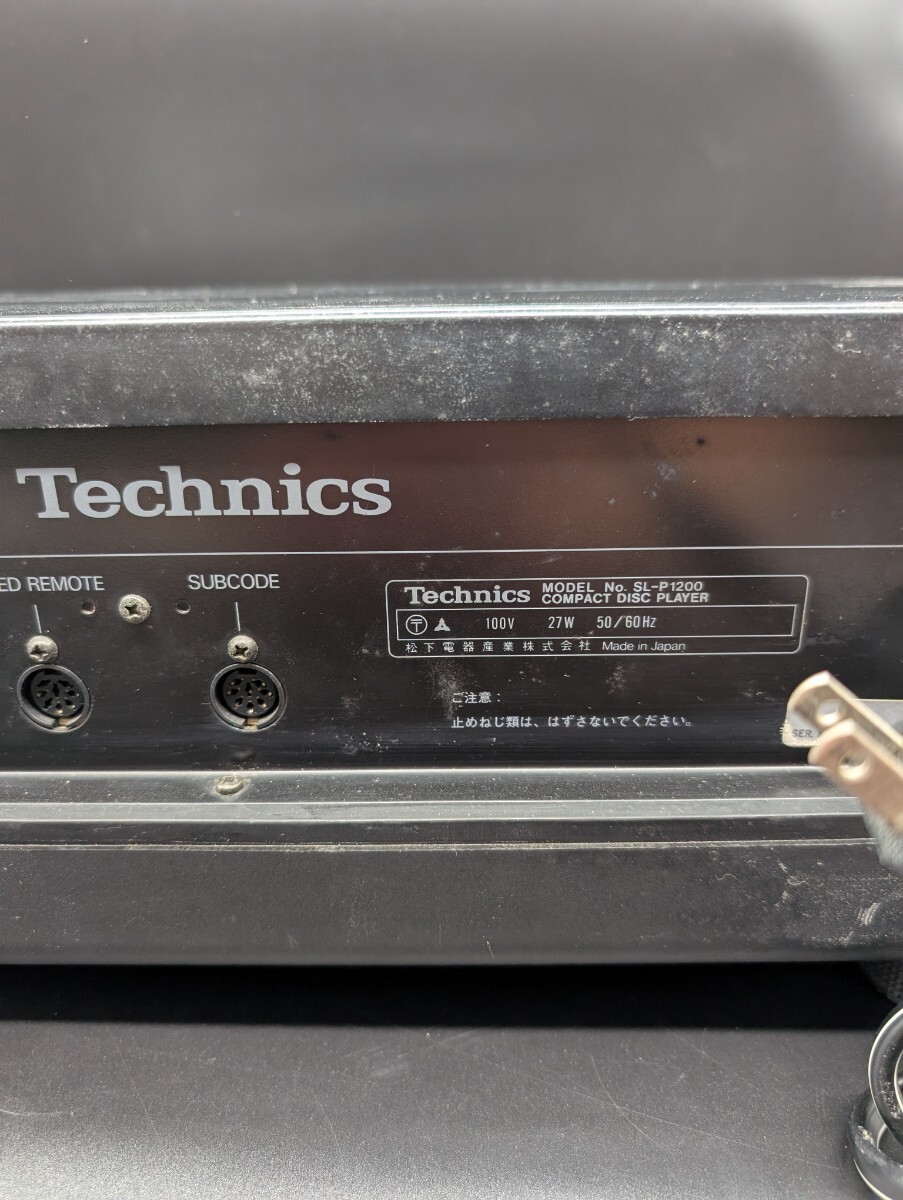 Technics
ED REMOTE
SUBCODE
Technics MODEL No. SL-P1200
COMPACT DISC PLAYER
100V 27W 50/60Hz
松下電器産業株式会社 Made in Japan
ご注意:
止めねじ類は、はずさないでください。
SER.